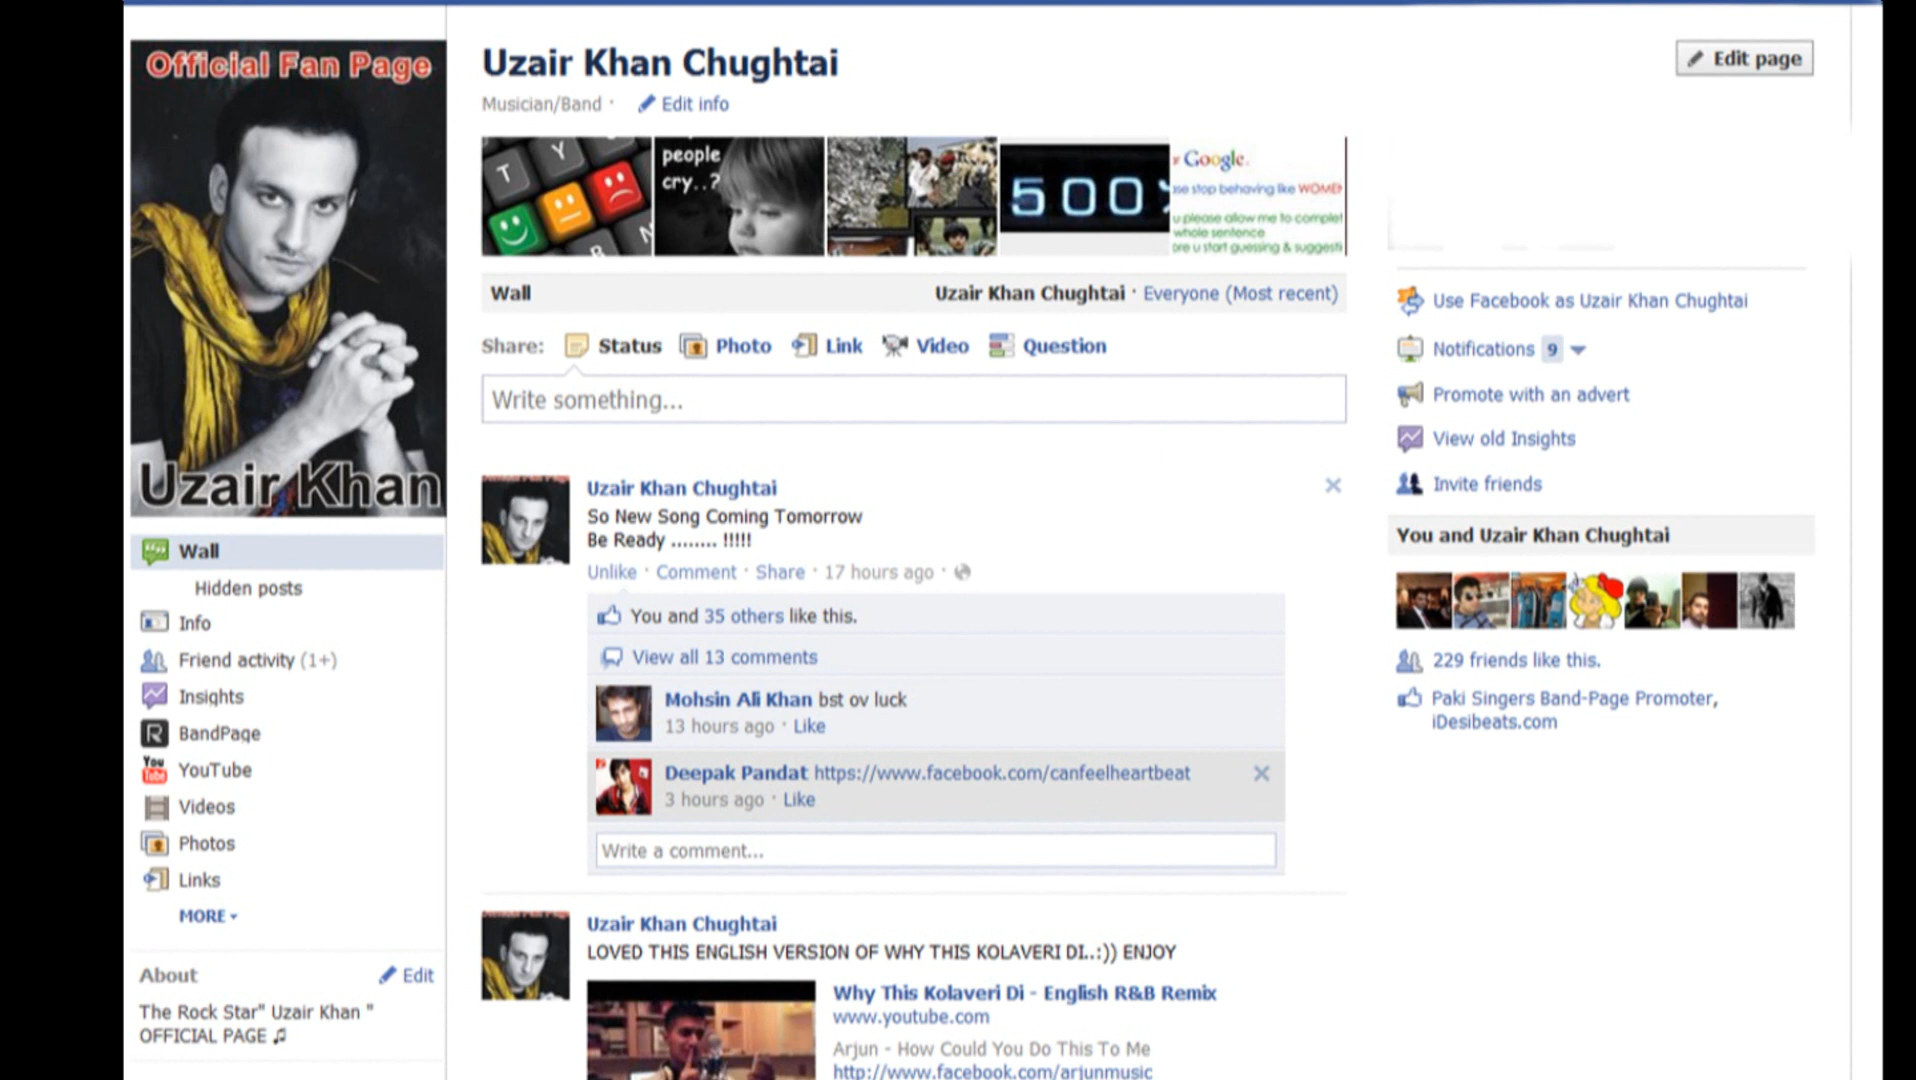 Official Fan Page
Uzair Khan
Wall
Hidden posts
Info
Friend activity (1+)
Insights
BandPage
YouTube
Videos
Photos
Links
MORE
About
Edit
The Rock Star" Uzair Khan "
OFFICIAL PAGE ♫
Uzair Khan Chughtai
Edit page
Musician/Band · Edit info
T Y
B N
people
cry..?
500
Google.
se stop behaving like WOMEN
u please allow me to complet
whole sentence
ore u start guessing & suggesti
Wall
Uzair Khan Chughtai · Everyone (Most recent)
Share: Status Photo Link Video Question
Write something...
Uzair Khan Chughtai
So New Song Coming Tomorrow
Be Ready ........ !!!!!
Unlike · Comment · Share · 17 hours ago ·
You and 35 others like this.
View all 13 comments
Mohsin Ali Khan bst ov luck
13 hours ago · Like
Deepak Pandat https://www.facebook.com/canfeelheartbeat
3 hours ago · Like
Write a comment...
Uzair Khan Chughtai
LOVED THIS ENGLISH VERSION OF WHY THIS KOLAVERI DI..:)) ENJOY
Why This Kolaveri Di - English R&B Remix
www.youtube.com
Arjun - How Could You Do This To Me
http://www.facebook.com/arjunmusic
Use Facebook as Uzair Khan Chughtai
Notifications 9
Promote with an advert
View old Insights
Invite friends
You and Uzair Khan Chughtai
229 friends like this.
Paki Singers Band-Page Promoter,
iDesibeats.com